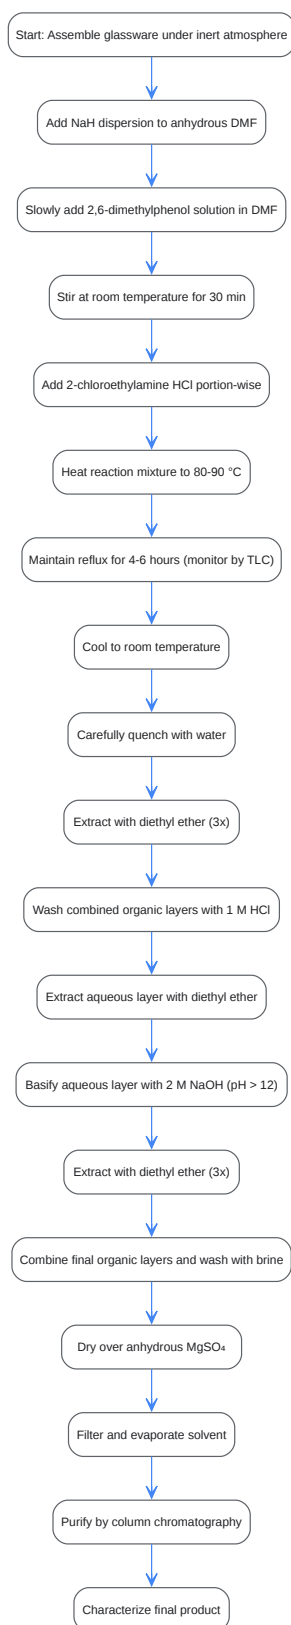 Start: Assemble glassware under inert atmosphere
Add NaH dispersion to anhydrous DMF
Slowly add 2,6-dimethylphenol solution in DMF
Stir at room temperature for 30 min
Add 2-chloroethylamine HCl portion-wise
Heat reaction mixture to 80-90 °C
Maintain reflux for 4-6 hours (monitor by TLC)
Cool to room temperature
Carefully quench with water
Extract with diethyl ether (3x)
Wash combined organic layers with 1 M HCl
Extract aqueous layer with diethyl ether
Basify aqueous layer with 2 M NaOH (pH > 12)
Extract with diethyl ether (3x)
Combine final organic layers and wash with brine
Dry over anhydrous MgSO₄
Filter and evaporate solvent
Purify by column chromatography
Characterize final product